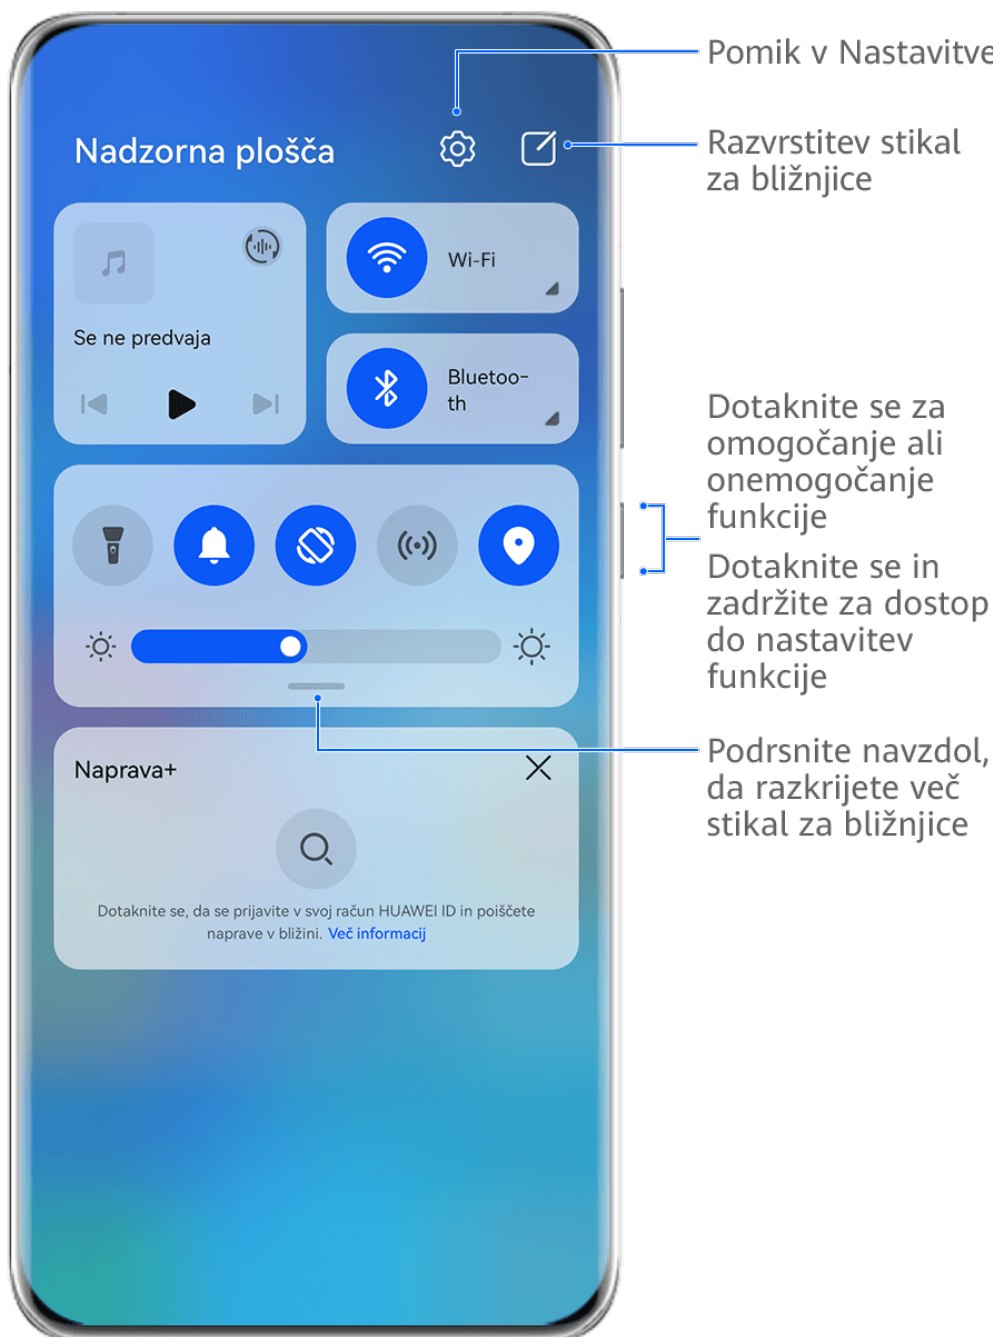 Pomik v Nastavitve
Nadzorna plošča
Razvrstitev stikal
za bližnjice
Wi-Fi
Se ne predvaja
Bluetoo-
th
Dotaknite se za
omogočanje ali
onemogočanje
funkcije
Dotaknite se in
zadržite za dostop
do nastavitev
funkcije
Podrsnite navzdol,
da razkrijete več
stikal za bližnjice
Naprava+
Dotaknite se, da se prijavite v svoj račun HUAWEI ID in poiščete
naprave v bližini. Več informacij